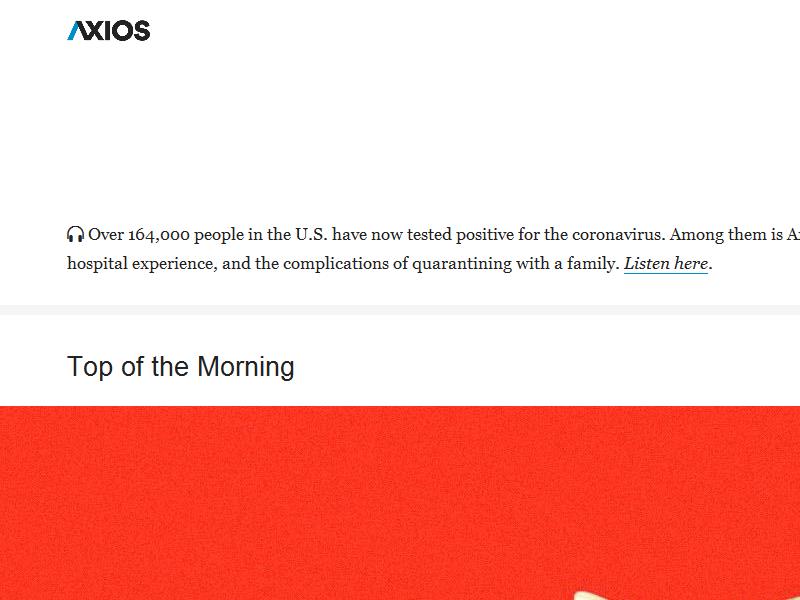 AXIOS
Over 164,000 people in the U.S. have now tested positive for the coronavirus. Among them is
hospital experience, and the complications of quarantining with a family. Listen here.
Top of the Morning